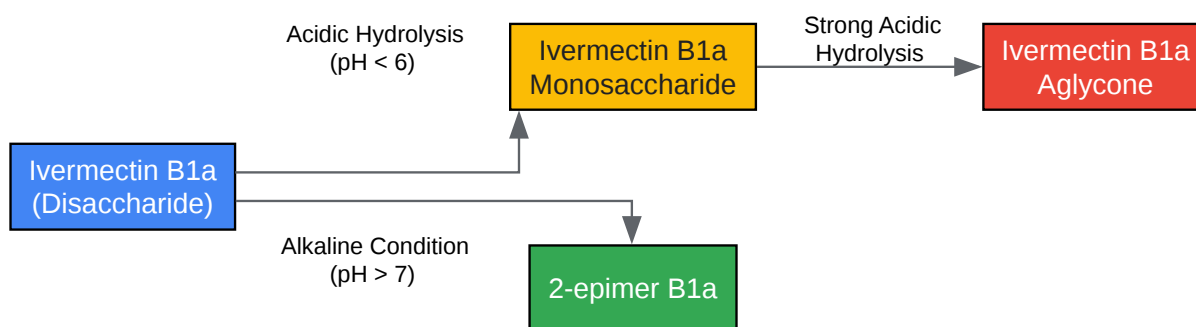 Acidic Hydrolysis
(pH < 6)
Ivermectin B1a
Monosaccharide
Strong Acidic
Hydrolysis
Ivermectin B1a
Aglycone
Ivermectin B1a
(Disaccharide)
Alkaline Condition
(pH > 7)
2-epimer B1a